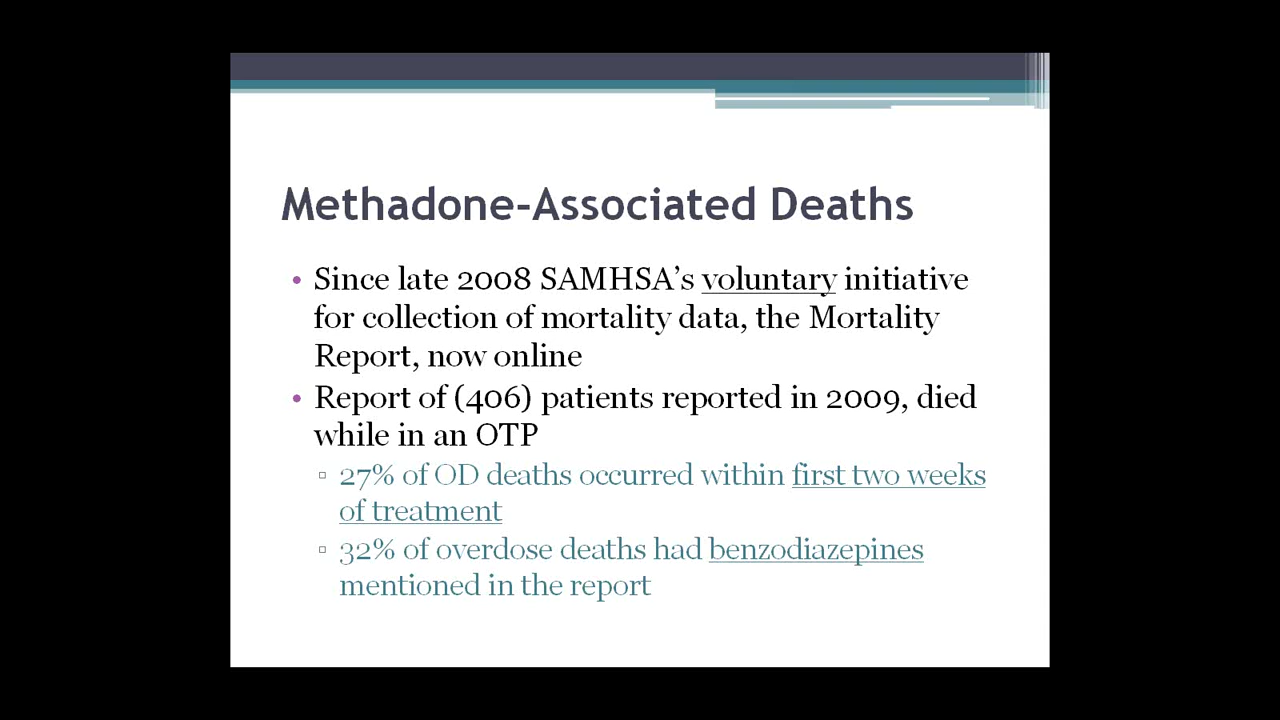 Methadone-Associated Deaths
• Since late 2008 SAMHSA's voluntary initiative
for collection of mortality data, the Mortality
Report, now online
• Report of (406) patients reported in 2009, died
while in an OTP
▫ 27% of OD deaths occurred within first two weeks
of treatment
▫ 32% of overdose deaths had benzodiazepines
mentioned in the report